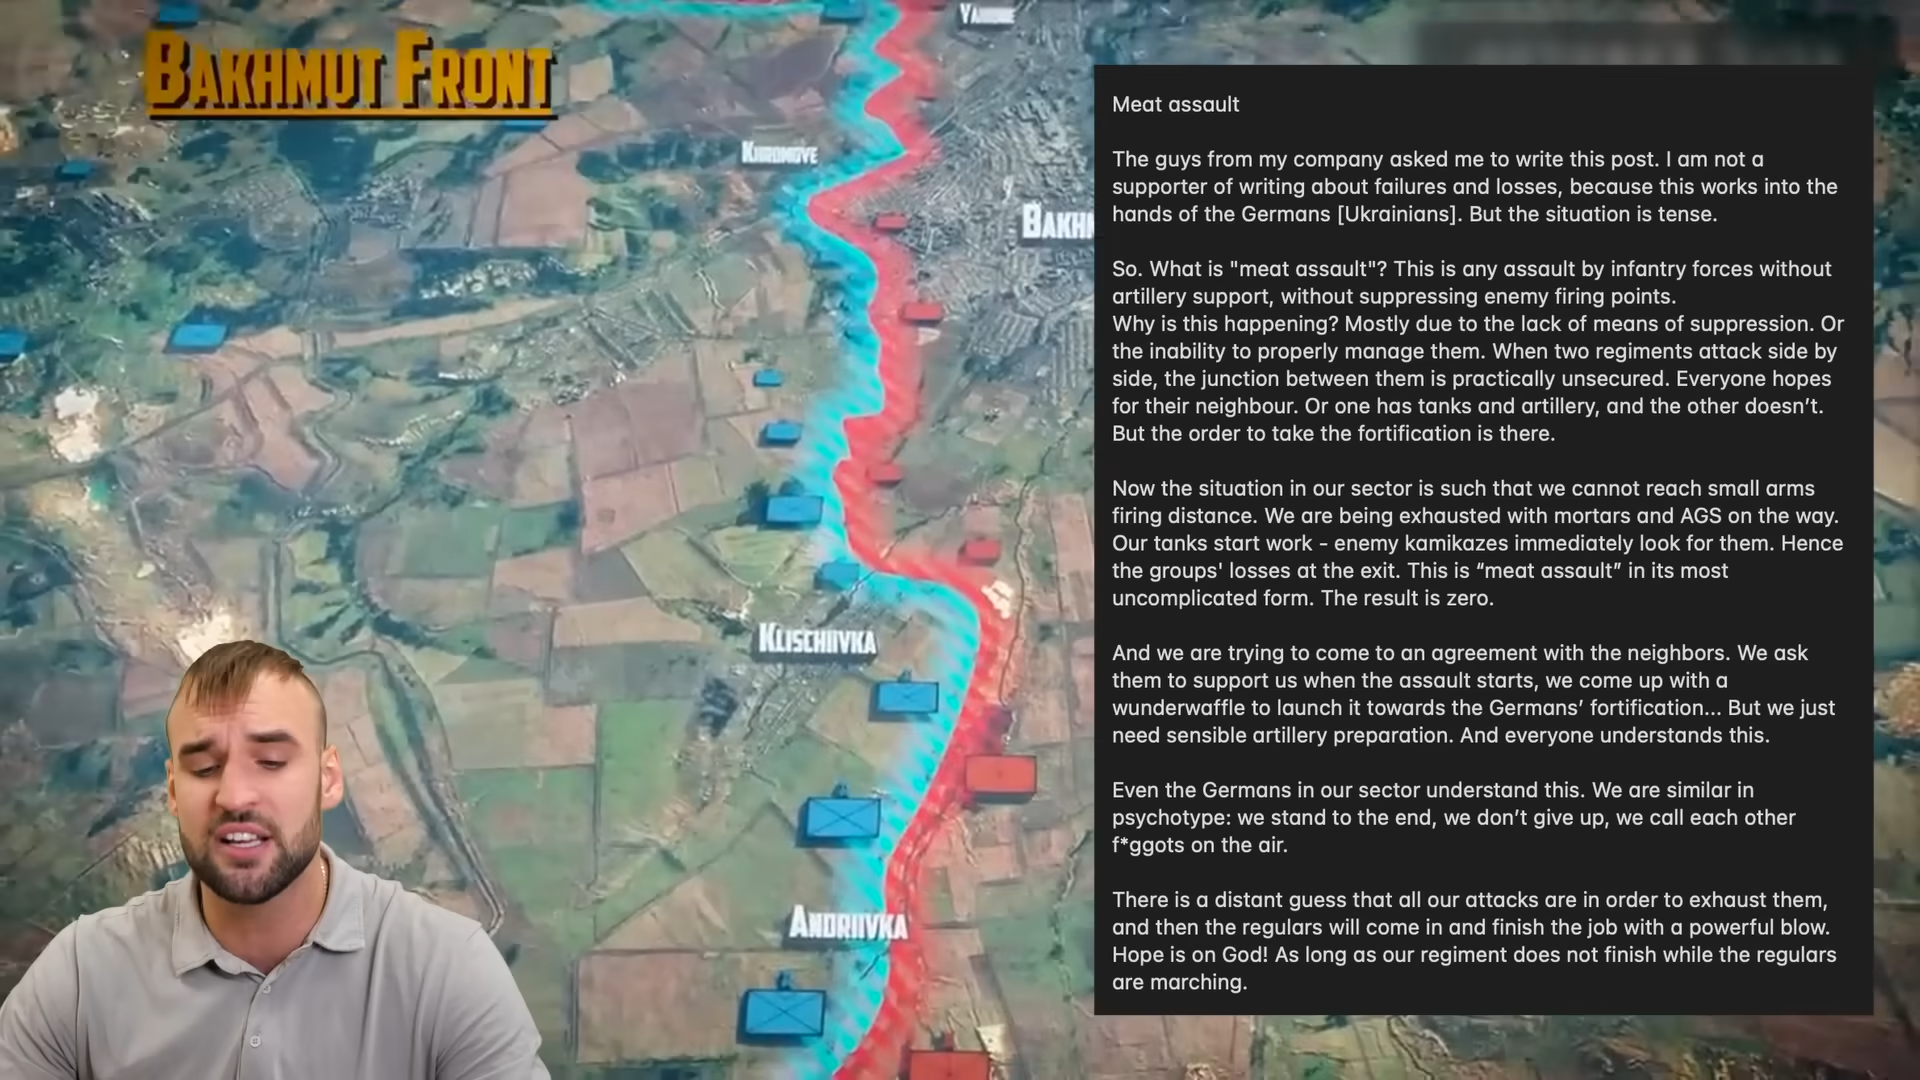 BAKHMUT FRONT
YAHIDNE
KHROMOVE
BAKHM
KLISCHIIVKA
ANDRIIVKA
Meat assault
The guys from my company asked me to write this post. I am not a
supporter of writing about failures and losses, because this works into the
hands of the Germans [Ukrainians]. But the situation is tense.
So. What is "meat assault"? This is any assault by infantry forces without
artillery support, without suppressing enemy firing points.
Why is this happening? Mostly due to the lack of means of suppression. Or
the inability to properly manage them. When two regiments attack side by
side, the junction between them is practically unsecured. Everyone hopes
for their neighbour. Or one has tanks and artillery, and the other doesn’t.
But the order to take the fortification is there.
Now the situation in our sector is such that we cannot reach small arms
firing distance. We are being exhausted with mortars and AGS on the way.
Our tanks start work - enemy kamikazes immediately look for them. Hence
the groups' losses at the exit. This is “meat assault” in its most
uncomplicated form. The result is zero.
And we are trying to come to an agreement with the neighbors. We ask
them to support us when the assault starts, we come up with a
wunderwaffle to launch it towards the Germans’ fortification... But we just
need sensible artillery preparation. And everyone understands this.
Even the Germans in our sector understand this. We are similar in
psychotype: we stand to the end, we don’t give up, we call each other
f*ggots on the air.
There is a distant guess that all our attacks are in order to exhaust them,
and then the regulars will come in and finish the job with a powerful blow.
Hope is on God! As long as our regiment does not finish while the regulars
are marching.